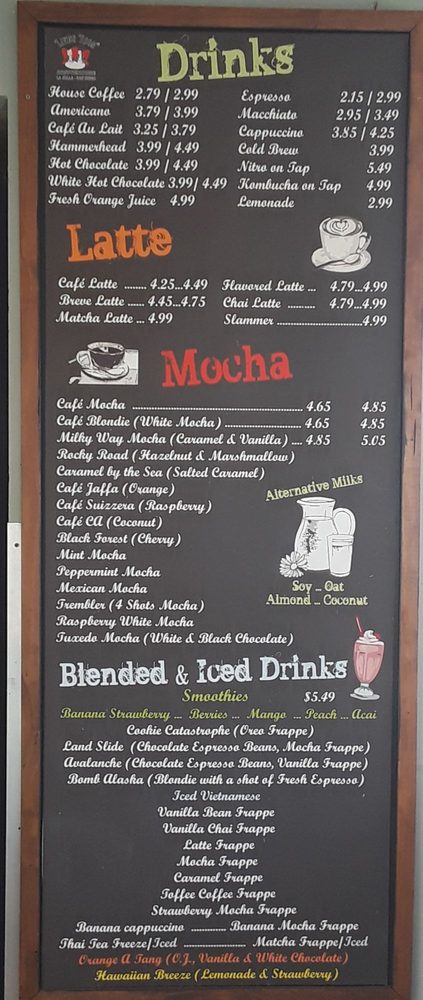 Drinks
House Coffee 2.79 / 2.99
Americano 3.79 / 3.99
Café Au Lait 3.25 / 3.79
Hammerhead 3.99 / 4.49
Hot Chocolate 3.99 / 4.49
White Hot Chocolate 3.99 / 4.49
Fresh Orange Juice 4.99
Espresso 2.15 / 2.99
Macchiato 2.95 / 3.49
Cappuccino 3.85 / 4.25
Cold Brew 3.99
Nitro on Tap 5.49
Kombucha on Tap 4.99
Lemonade 2.99
Latte
Café Latte ........ 4.25...4.49
Breve Latte ...... 4.45...4.75
Matcha Latte ... 4.99
Flavored Latte ... 4.79...4.99
Chai Latte .......... 4.79...4.99
Slammer ...............................4.99
Mocha
Café Mocha ............................................................ 4.65 4.85
Café Blondie (White Mocha) ............................ 4.65 4.85
Milky Way Mocha (Caramel & Vanilla) .... 4.85 5.05
Rocky Road (Hazelnut & Marshmallow)
Caramel by the Sea (Salted Caramel)
Café Jaffa (Orange)
Café Suizzera (Raspberry)
Café CA (Coconut)
Black Forest (Cherry)
Mint Mocha
Peppermint Mocha
Mexican Mocha
Trembler (4 Shots Mocha)
Raspberry White Mocha
Tuxedo Mocha (White & Black Chocolate)
Alternative Milks
Soy .. Oat
Almond .. Coconut
Blended & Iced Drinks
Smoothies $5.49
Banana Strawberry ... Berries ... Mango ... Peach ... Acai
Cookie Catastrophe (Oreo Frappe)
Land Slide (Chocolate Espresso Beans, Mocha Frappe)
Avalanche (Chocolate Espresso Beans, Vanilla Frappe)
Bomb Alaska (Blondie with a shot of Fresh Espresso)
Iced Vietnamese
Vanilla Bean Frappe
Vanilla Chai Frappe
Latte Frappe
Mocha Frappe
Caramel Frappe
Toffee Coffee Frappe
Strawberry Mocha Frappe
Banana cappuccino ............. Banana Mocha Frappe
Thai Tea Freeze/Iced ....................... Matcha Frappe/Iced
Orange A Tang (O.J., Vanilla & White Chocolate)
Hawaiian Breeze (Lemonade & Strawberry)